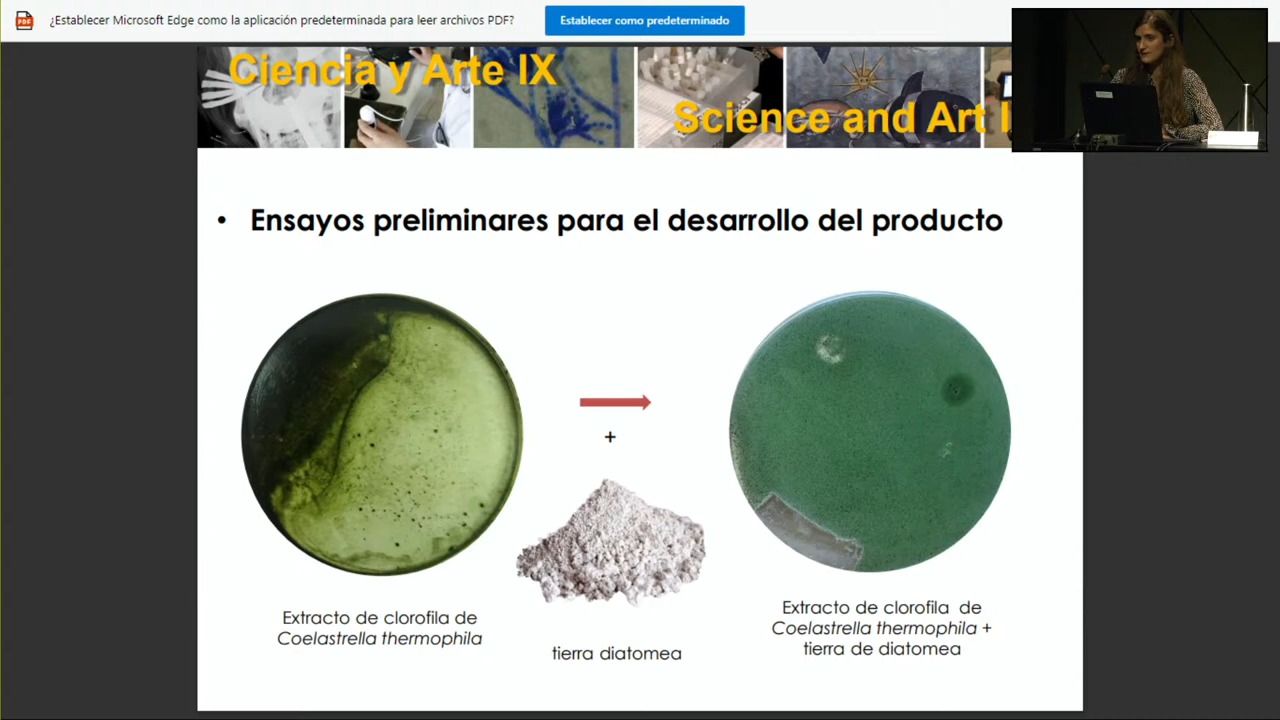 PDF
¿Establecer Microsoft Edge como la aplicación predeterminada para leer archivos PDF?
Establecer como predeterminado
Ciencia y Arte IX
Science and Art I
• Ensayos preliminares para el desarrollo del producto
+
Extracto de clorofila de
Coelastrella thermophila
tierra diatomea
Extracto de clorofila de
Coelastrella thermophila +
tierra de diatomea